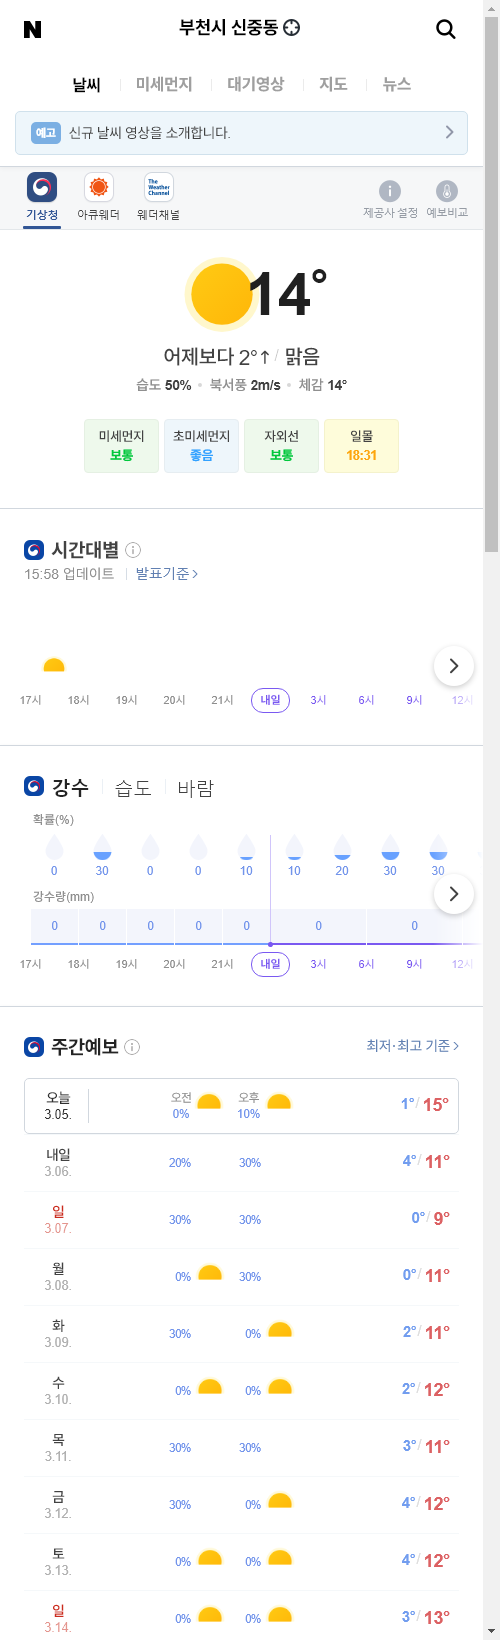 N
부천시 신중동
날씨 미세먼지 대기영상 지도 뉴스
예고 신규 날씨 영상을 소개합니다.
The Weather Channel
기상청 아큐웨더 웨더채널 제공사 설정 예보비교
14°
어제보다 2°↑ / 맑음
습도 50% 북서풍 2m/s 체감 14°
미세먼지 초미세먼지 자외선 일몰
보통 좋음 보통 18:31
시간대별
15:58 업데이트 발표기준 >
17시 18시 19시 20시 21시 내일 3시 6시 9시 12시
강수 습도 바람
확률(%)
0 30 0 0 10 10 20 30 30
강수량(mm)
0 0 0 0 0 0 0
17시 18시 19시 20시 21시 내일 3시 6시 9시 12시
주간예보 최저·최고 기준 >
오늘 3.05. 오전 0% 오후 10% 1° / 15°
내일 3.06. 20% 30% 4° / 11°
일 3.07. 30% 30% 0° / 9°
월 3.08. 0% 30% 0° / 11°
화 3.09. 30% 0% 2° / 11°
수 3.10. 0% 0% 2° / 12°
목 3.11. 30% 30% 3° / 11°
금 3.12. 30% 0% 4° / 12°
토 3.13. 0% 0% 4° / 12°
일 3.14. 0% 0% 3° / 13°